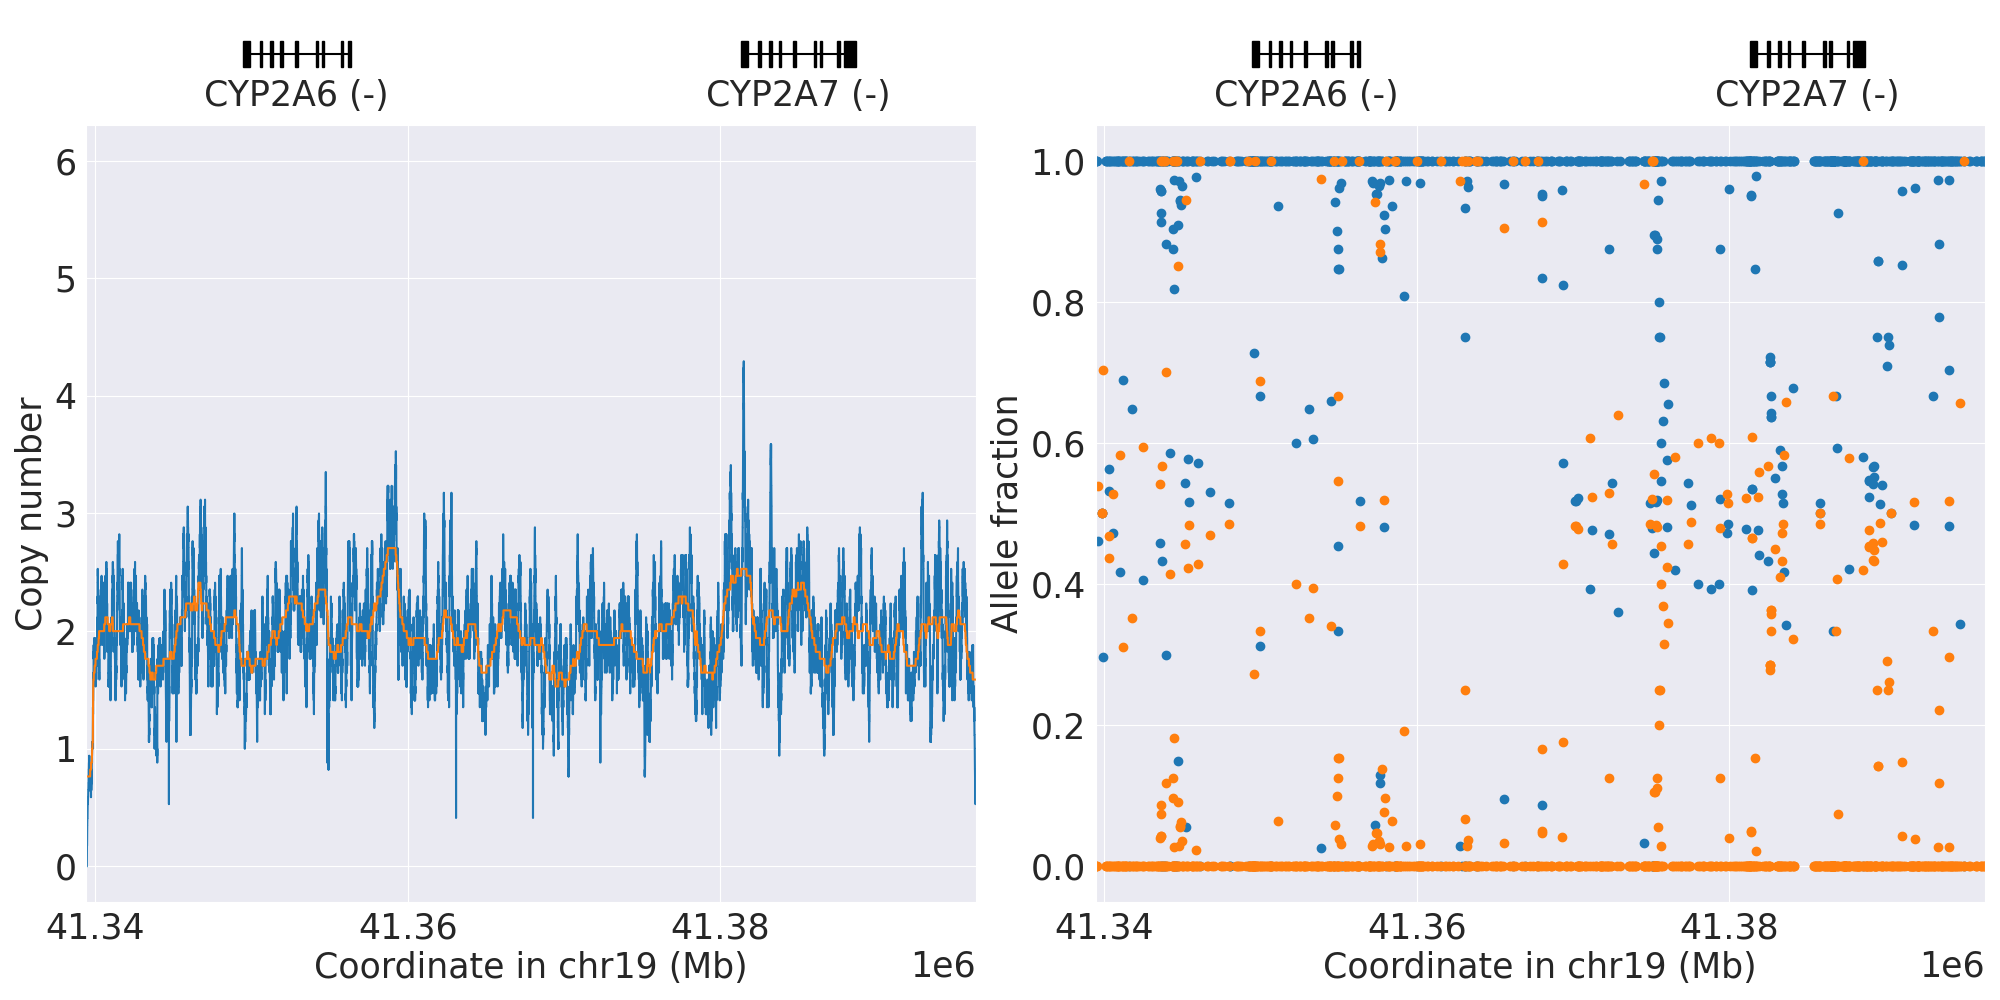 CYP2A6 (-)
CYP2A7 (-)
6
5
4
3
2
1
0
Copy number
41.34
41.36
41.38
Coordinate in chr19 (Mb)
1e6
CYP2A6 (-)
CYP2A7 (-)
1.0
0.8
0.6
0.4
0.2
0.0
Allele fraction
41.34
41.36
41.38
Coordinate in chr19 (Mb)
1e6